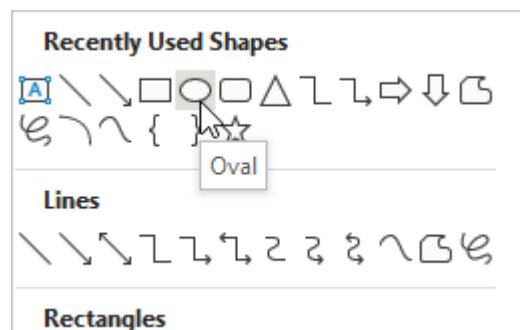 Recently Used Shapes
A
Oval
Lines
Rectangles